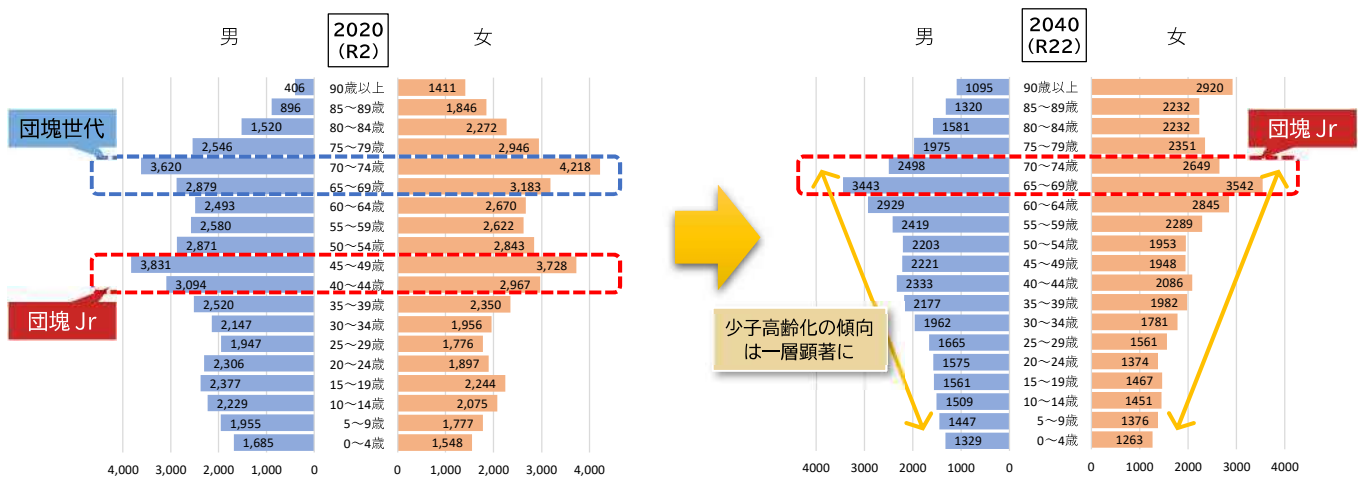 男
2020
(R2)
女
406 90歳以上 1411
896 85～89歳 1,846
1,520 80～84歳 2,272
2,546 75～79歳 2,946
3,620 70～74歳 4,218
2,879 65～69歳 3,183
2,493 60～64歳 2,670
2,580 55～59歳 2,622
2,871 50～54歳 2,843
3,831 45～49歳 3,728
3,094 40～44歳 2,967
2,520 35～39歳 2,350
2,147 30～34歳 1,956
1,947 25～29歳 1,776
2,306 20～24歳 1,897
2,377 15～19歳 2,244
2,229 10～14歳 2,075
1,955 5～9歳 1,777
1,685 0～4歳 1,548
4,000 3,000 2,000 1,000 0 0 1,000 2,000 3,000 4,000
団塊世代
団塊 Jr
男
2040
(R22)
女
1095 90歳以上 2920
1320 85～89歳 2232
1581 80～84歳 2232
1975 75～79歳 2351
2498 70～74歳 2649
3443 65～69歳 3542
2929 60～64歳 2845
2419 55～59歳 2289
2203 50～54歳 1953
2221 45～49歳 1948
2333 40～44歳 2086
2177 35～39歳 1982
1962 30～34歳 1781
1665 25～29歳 1561
1575 20～24歳 1374
1561 15～19歳 1467
1509 10～14歳 1451
1447 5～9歳 1376
1329 0～4歳 1263
4000 3000 2000 1000 0 0 1000 2000 3000 4000
団塊 Jr
少子高齢化の傾向
は一層顕著に